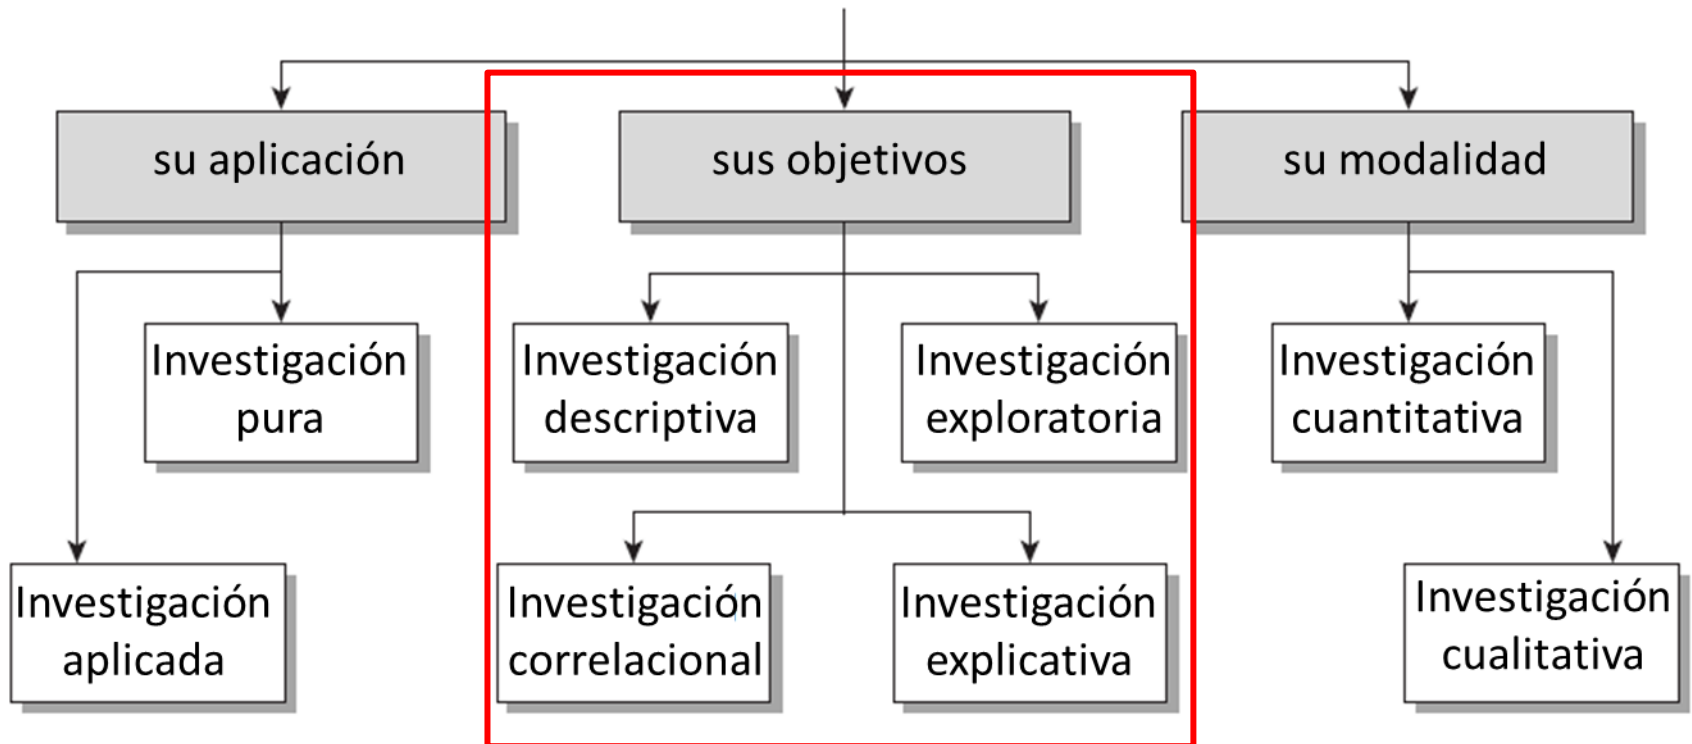 su aplicación
sus objetivos
su modalidad
Investigación
pura
Investigación
descriptiva
Investigación
exploratoria
Investigación
cuantitativa
Investigación
aplicada
Investigación
correlacional
Investigación
explicativa
Investigación
cualitativa